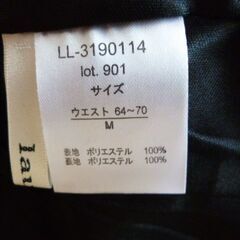 LL-3190114
lot. 901
サイズ
ウエスト 64～70
M
表地 ポリエステル 100%
裏地 ポリエステル 100%